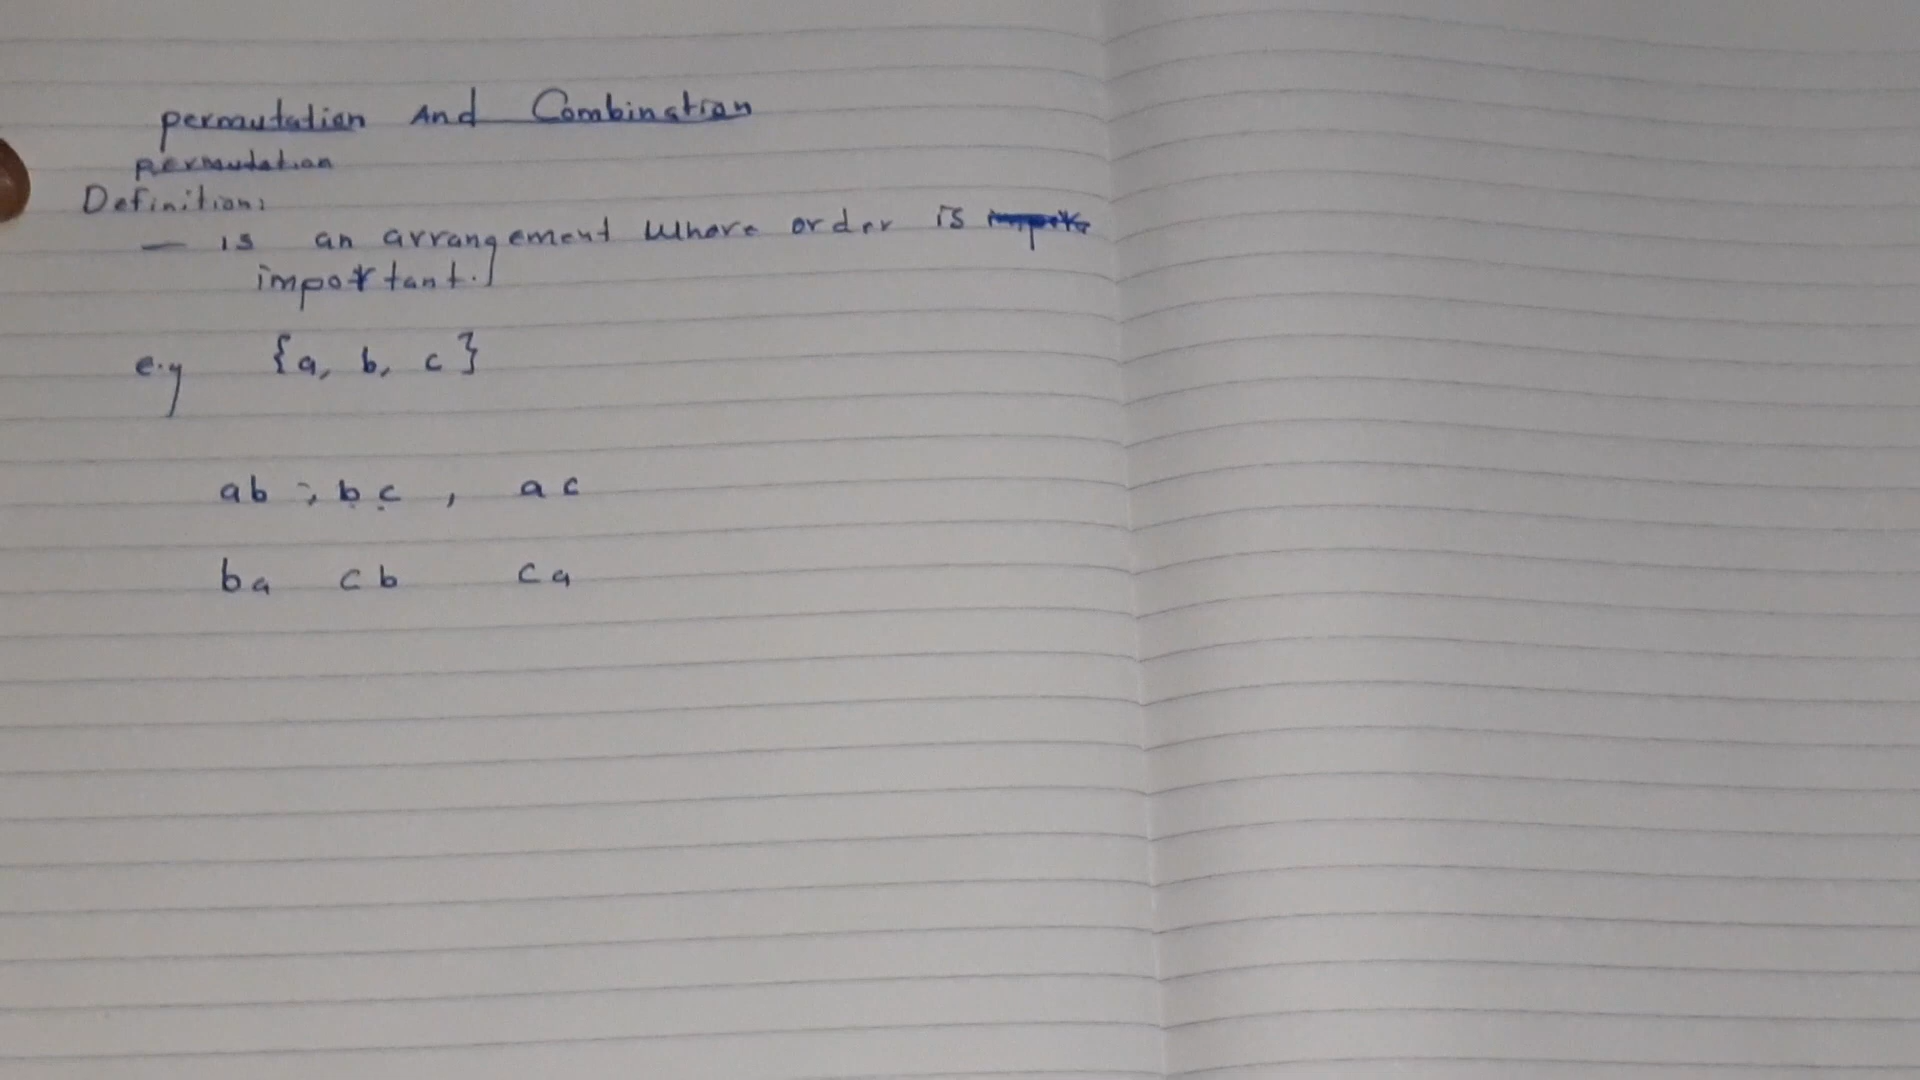 permutation And Combination
permutation
Definition:
— is an arrangement where order is
important.
e.g {a, b, c}
ab, bc, ac
ba cb ca